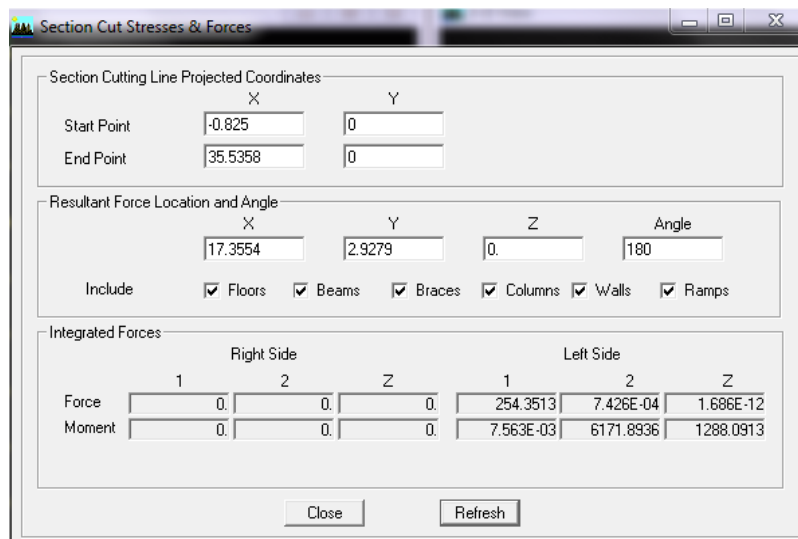 Section Cut Stresses & Forces
Section Cutting Line Projected Coordinates
X Y
Start Point -0.825 0
End Point 35.5358 0
Resultant Force Location and Angle
X Y Z Angle
17.3554 2.9279 0. 180
Include Floors Beams Braces Columns Walls Ramps
Integrated Forces
Right Side Left Side
1 2 Z 1 2 Z
Force 0. 0. 0. 254.3513 7.426E-04 1.686E-12
Moment 0. 0. 0. 7.563E-03 6171.8936 1288.0913
Close Refresh